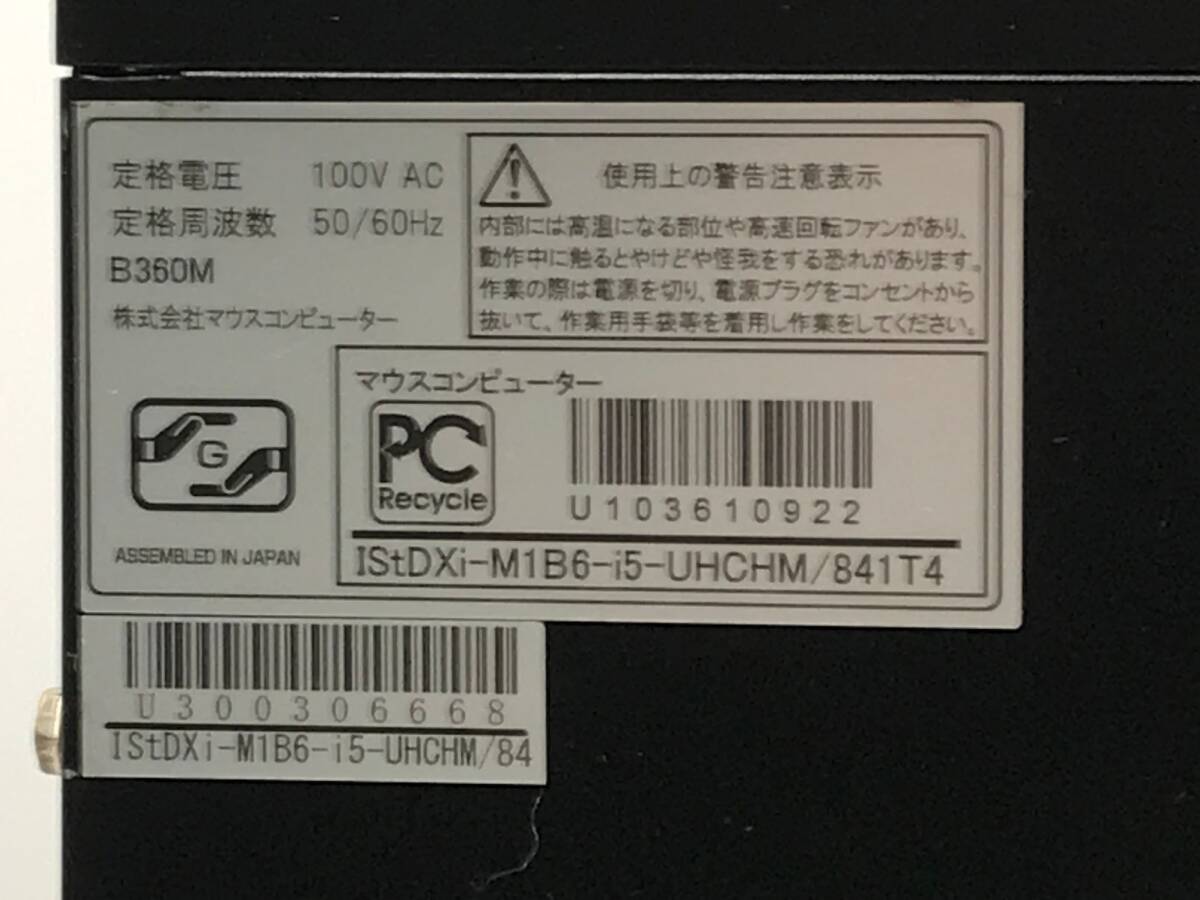 定格電圧 100V AC
定格周波数 50/60Hz
B360M
株式会社マウスコンピューター
使用上の警告注意表示
内部には高温になる部位や高速回転ファンがあり、
動作中に触るとやけどや怪我をする恐れがあります。
作業の際は電源を切り、電源プラグをコンセントから
抜いて、作業用手袋等を着用し作業をしてください。
マウスコンピューター
G
PC
Recycle
U103610922
ASSEMBLED IN JAPAN
IStDXi-M1B6-i5-UHCHM/841T4
U300306668
IStDXi-M1B6-i5-UHCHM/84